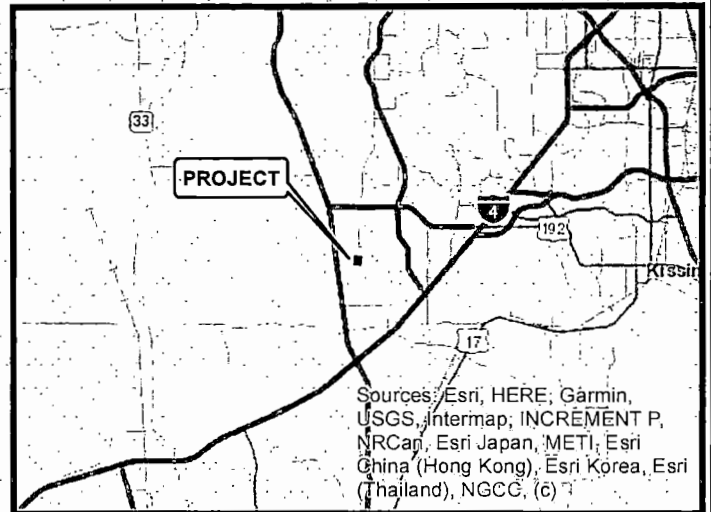 33
PROJECT
4
192
Kissim
17
Sources: Esri, HERE, Garmin,
USGS, Intermap, INCREMENT P,
NRCan, Esri Japan, METI, Esri
China (Hong Kong), Esri Korea, Esri
(Thailand), NGCC, (c)